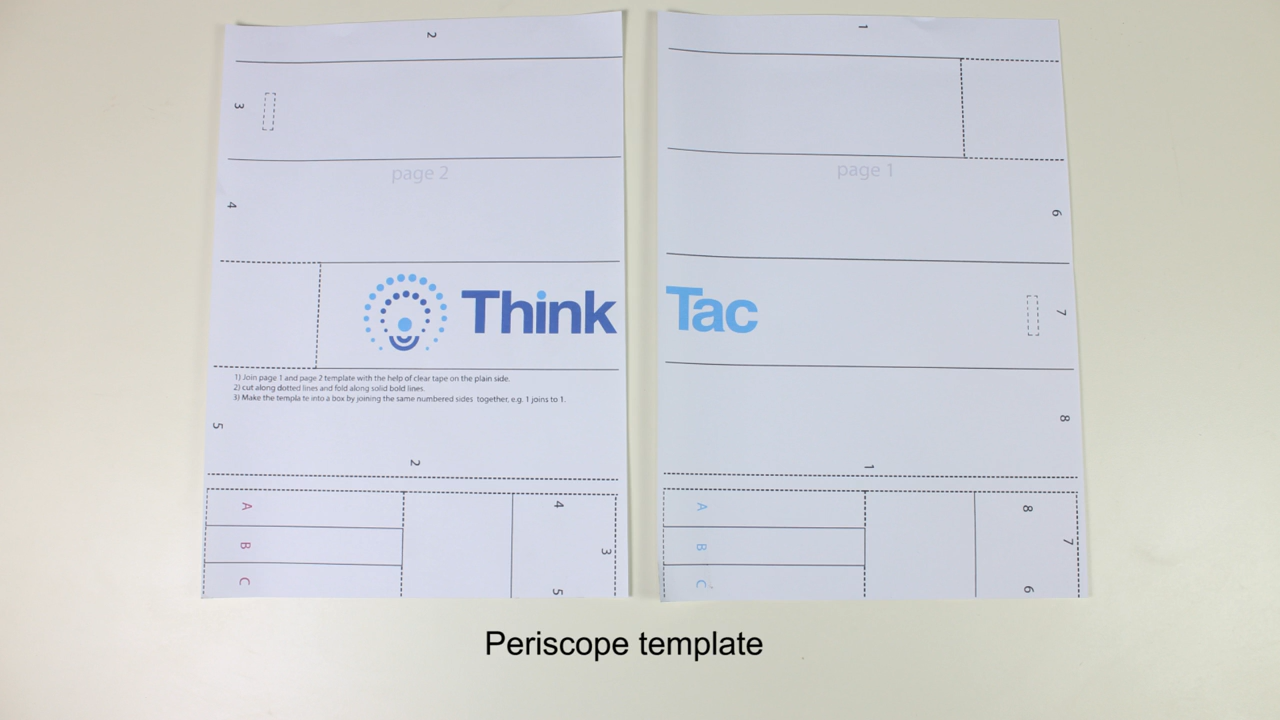 2
3
page 2
4
Think
1) Join page 1 and page 2 template with the help of clear tape on the plain side.
2) cut along dotted lines and fold along solid bold lines.
3) Make the templa te into a box by joining the same numbered sides together, e.g. 1 joins to 1.
5
2
A
B
C
4
3
5
1
page 1
6
Tac
7
8
1
A
B
C
8
7
6
Periscope template